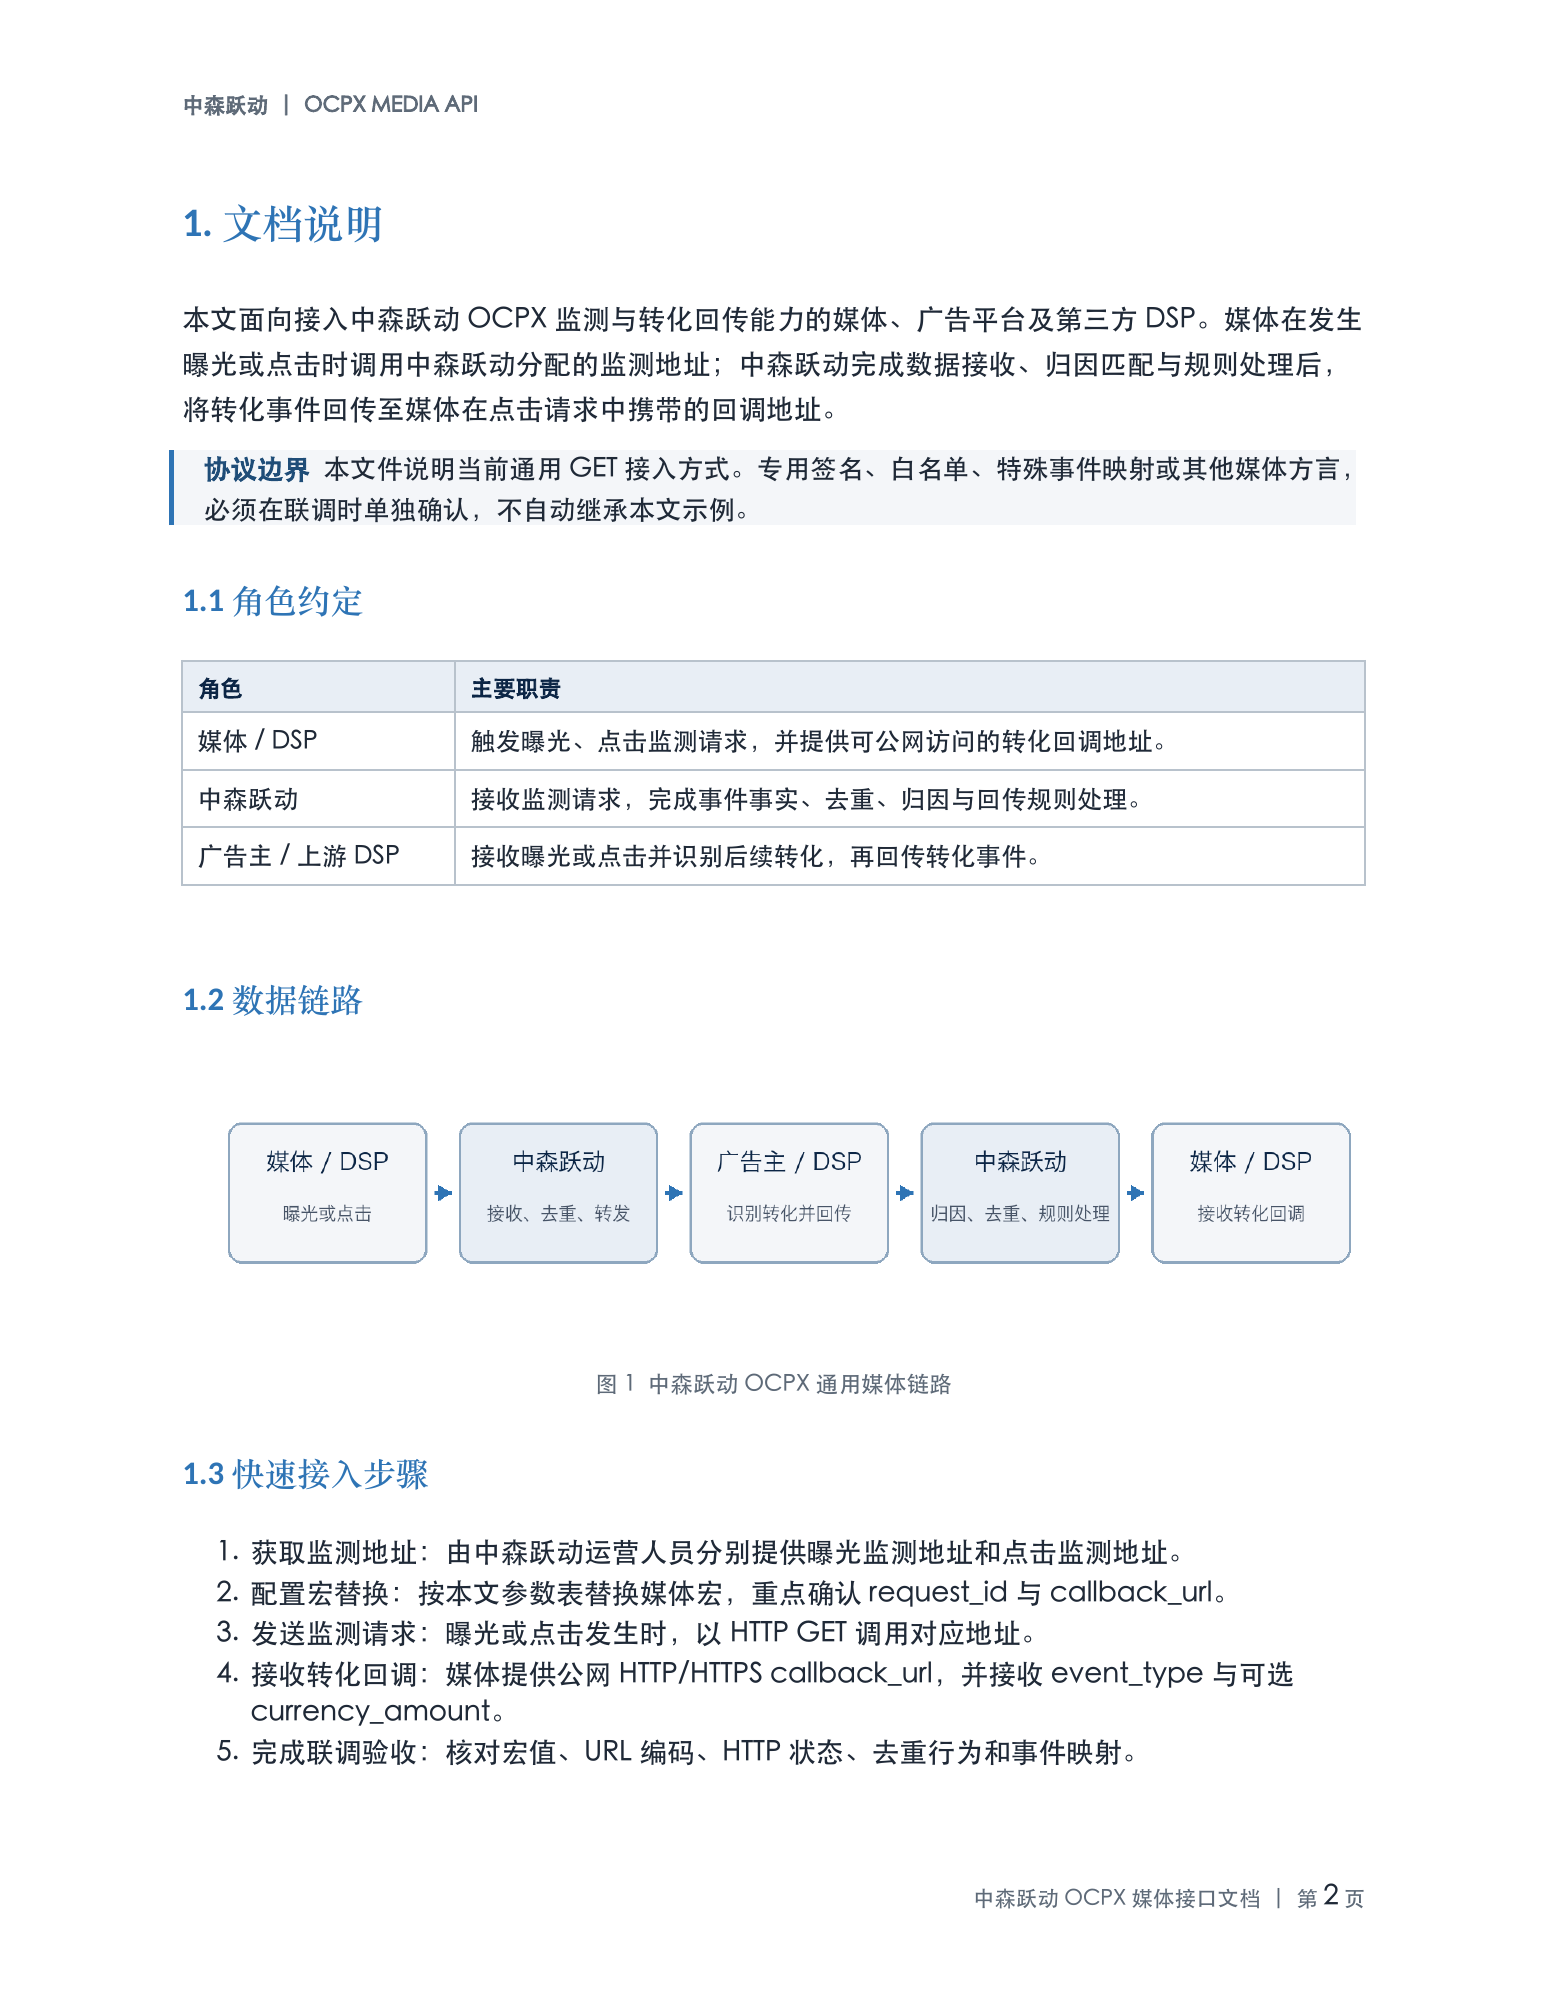 中森跃动 | OCPX MEDIA API
1. 文档说明
本文面向接入中森跃动 OCPX 监测与转化回传能力的媒体、广告平台及第三方 DSP。媒体在发生
曝光或点击时调用中森跃动分配的监测地址；中森跃动完成数据接收、归因匹配与规则处理后，
将转化事件回传至媒体在点击请求中携带的回调地址。
协议边界 本文件说明当前通用 GET 接入方式。专用签名、白名单、特殊事件映射或其他媒体方言，
必须在联调时单独确认，不自动继承本文示例。
1.1 角色约定
角色 主要职责
媒体 / DSP 触发曝光、点击监测请求，并提供可公网访问的转化回调地址。
中森跃动 接收监测请求，完成事件事实、去重、归因与回传规则处理。
广告主 / 上游 DSP 接收曝光或点击并识别后续转化，再回传转化事件。
1.2 数据链路
媒体 / DSP 中森跃动 广告主 / DSP 中森跃动 媒体 / DSP
曝光或点击 接收、去重、转发 识别转化并回传 归因、去重、规则处理 接收转化回调
图 1 中森跃动 OCPX 通用媒体链路
1.3 快速接入步骤
1. 获取监测地址：由中森跃动运营人员分别提供曝光监测地址和点击监测地址。
2. 配置宏替换：按本文参数表替换媒体宏，重点确认 request_id 与 callback_url。
3. 发送监测请求：曝光或点击发生时，以 HTTP GET 调用对应地址。
4. 接收转化回调：媒体提供公网 HTTP/HTTPS callback_url，并接收 event_type 与可选
currency_amount。
5. 完成联调验收：核对宏值、URL 编码、HTTP 状态、去重行为和事件映射。
中森跃动 OCPX 媒体接口文档 | 第 2 页